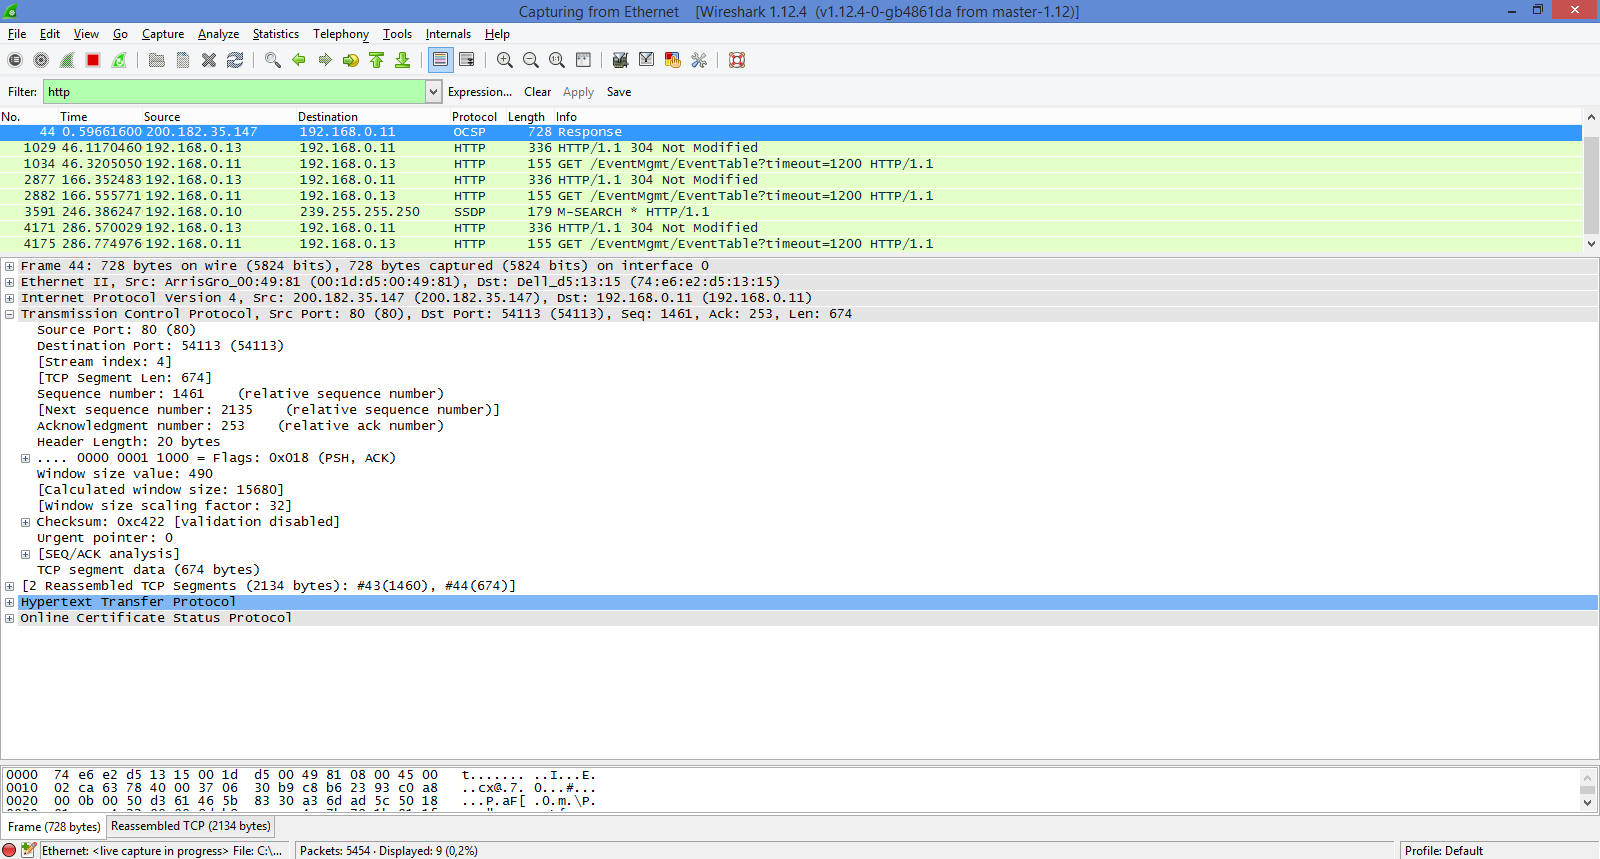 Capturing from Ethernet [Wireshark 1.12.4 (v1.12.4-0-gb4861da from master-1.12)]
File Edit View Go Capture Analyze Statistics Telephony Tools Internals Help
Filter: http Expression... Clear Apply Save
No. Time Source Destination Protocol Length Info
44 0.59661600 200.182.35.147 192.168.0.11 OCSP 728 Response
1029 46.1170460 192.168.0.13 192.168.0.11 HTTP 336 HTTP/1.1 304 Not Modified
1034 46.3205050 192.168.0.11 192.168.0.13 HTTP 155 GET /EventMgmt/EventTable?timeout=1200 HTTP/1.1
2877 166.352483 192.168.0.13 192.168.0.11 HTTP 336 HTTP/1.1 304 Not Modified
2882 166.555771 192.168.0.11 192.168.0.13 HTTP 155 GET /EventMgmt/EventTable?timeout=1200 HTTP/1.1
3591 246.386247 192.168.0.10 239.255.255.250 SSDP 179 M-SEARCH * HTTP/1.1
4171 286.570029 192.168.0.13 192.168.0.11 HTTP 336 HTTP/1.1 304 Not Modified
4175 286.774976 192.168.0.11 192.168.0.13 HTTP 155 GET /EventMgmt/EventTable?timeout=1200 HTTP/1.1
Frame 44: 728 bytes on wire (5824 bits), 728 bytes captured (5824 bits) on interface 0
Ethernet II, Src: ArrisGro_00:49:81 (00:1d:d5:00:49:81), Dst: Dell_d5:13:15 (74:e6:e2:d5:13:15)
Internet Protocol Version 4, Src: 200.182.35.147 (200.182.35.147), Dst: 192.168.0.11 (192.168.0.11)
Transmission Control Protocol, Src Port: 80 (80), Dst Port: 54113 (54113), Seq: 1461, Ack: 253, Len: 674
Source Port: 80 (80)
Destination Port: 54113 (54113)
[Stream index: 4]
[TCP Segment Len: 674]
Sequence number: 1461 (relative sequence number)
[Next sequence number: 2135 (relative sequence number)]
Acknowledgment number: 253 (relative ack number)
Header Length: 20 bytes
.... 0000 0001 1000 = Flags: 0x018 (PSH, ACK)
Window size value: 490
[Calculated window size: 15680]
[Window size scaling factor: 32]
Checksum: 0xc422 [validation disabled]
Urgent pointer: 0
[SEQ/ACK analysis]
TCP segment data (674 bytes)
[2 Reassembled TCP Segments (2134 bytes): #43(1460), #44(674)]
Hypertext Transfer Protocol
Online Certificate Status Protocol
0000 74 e6 e2 d5 13 15 00 1d d5 00 49 81 08 00 45 00 t....... ..I...E.
0010 02 ca 63 78 40 00 37 06 30 b9 c8 b6 23 93 c0 a8 ..cx@.7. 0...#...
0020 00 0b 00 50 d3 61 46 5b 83 30 a3 6d ad 5c 50 18 ...P.aF[ .0.m.\P.
Frame (728 bytes) Reassembled TCP (2134 bytes)
Ethernet: <live capture in progress> File: C:\... Packets: 5454 · Displayed: 9 (0,2%) Profile: Default